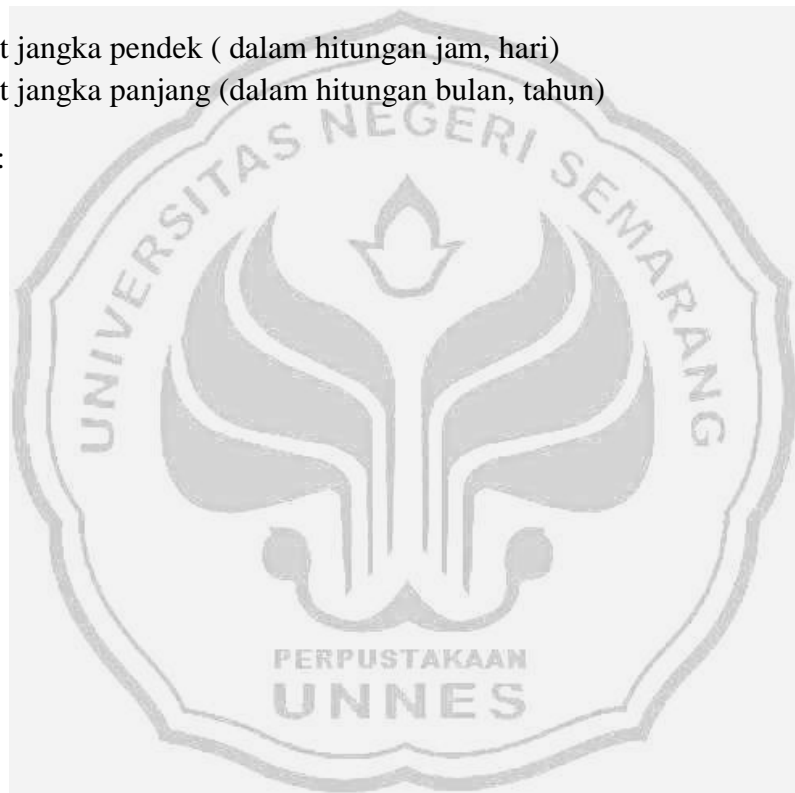 t jangka pendek ( dalam hitungan jam, hari)
t jangka panjang (dalam hitungan bulan, tahun)
:
UNIVERSITAS NEGERI SEMARANG
PERPUSTAKAAN
UNNES